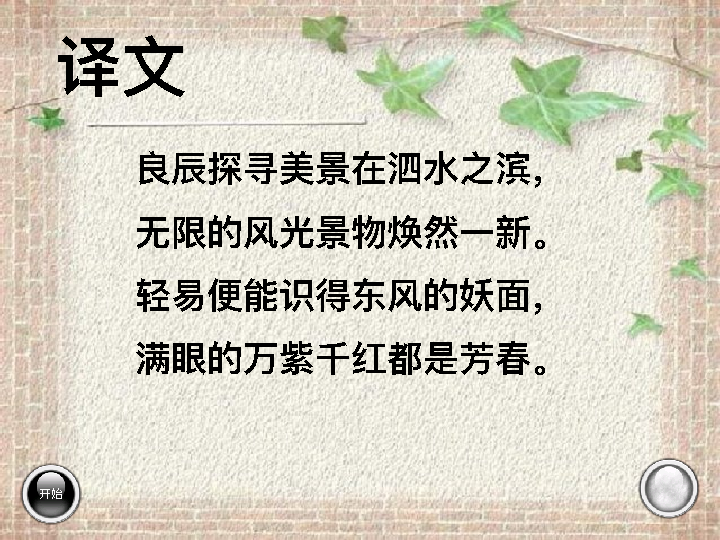 译文
良辰探寻美景在泗水之滨，
无限的风光景物焕然一新。
轻易便能识得东风的妖面，
满眼的万紫千红都是芳春。
开始